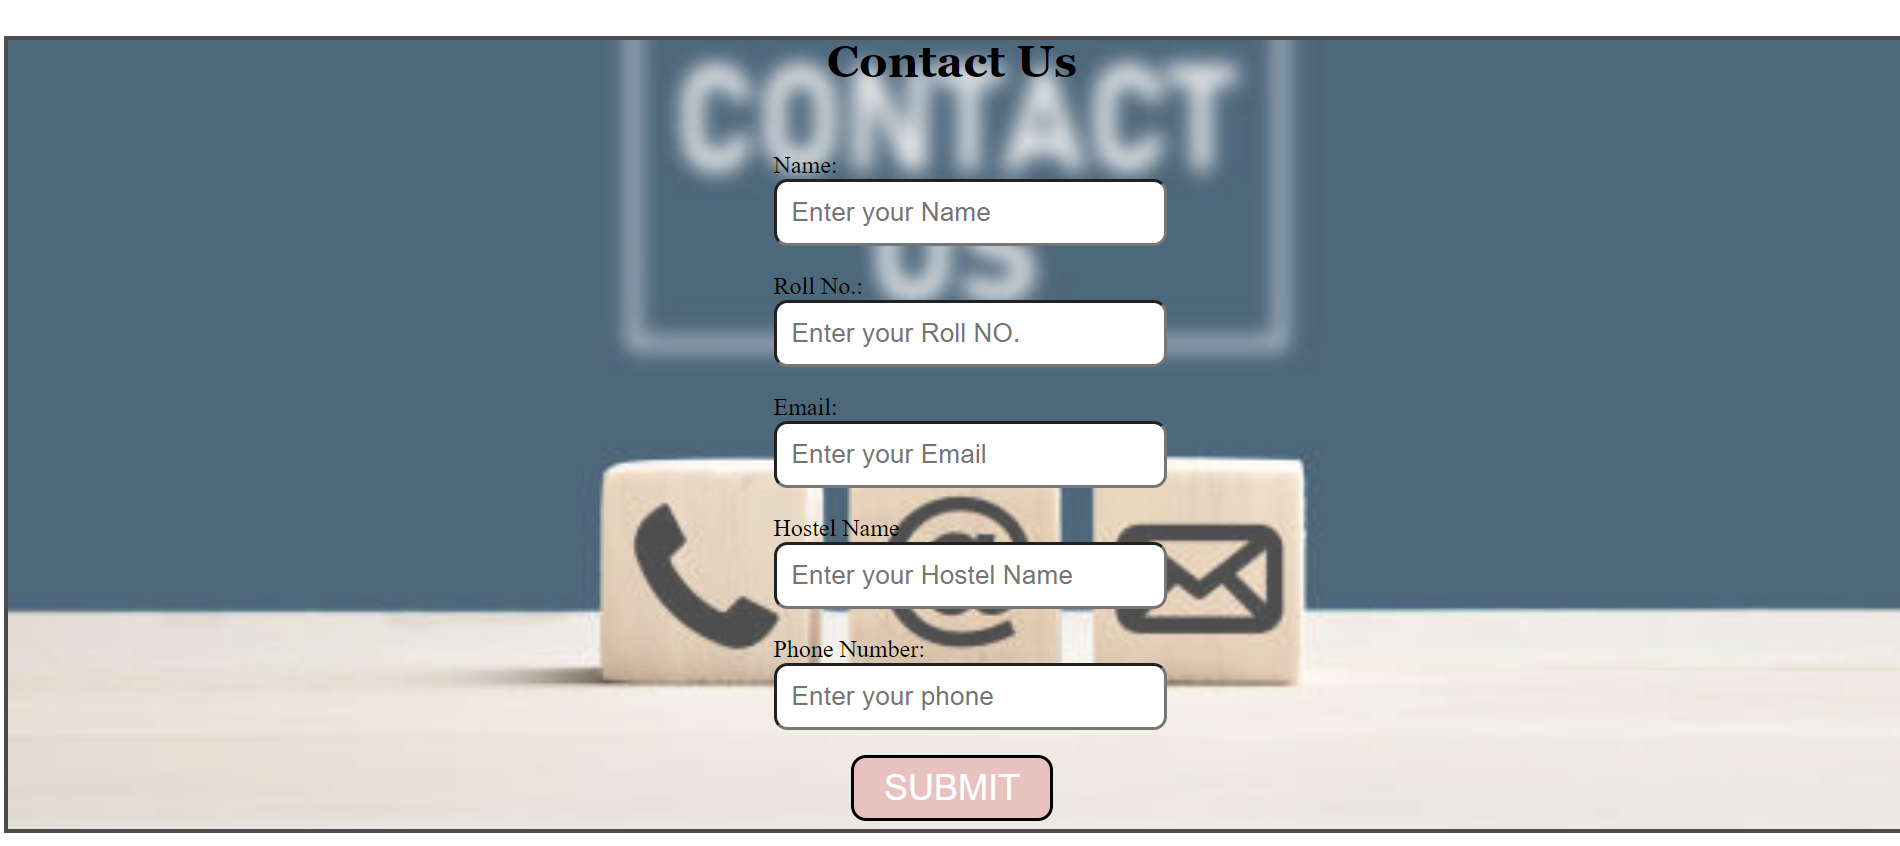 Contact Us
CONTACT
Name:
Enter your Name
US
Roll No.:
Enter your Roll NO.
Email:
Enter your Email
Hostel Name
@
Enter your Hostel Name
Phone Number:
Enter your phone
SUBMIT